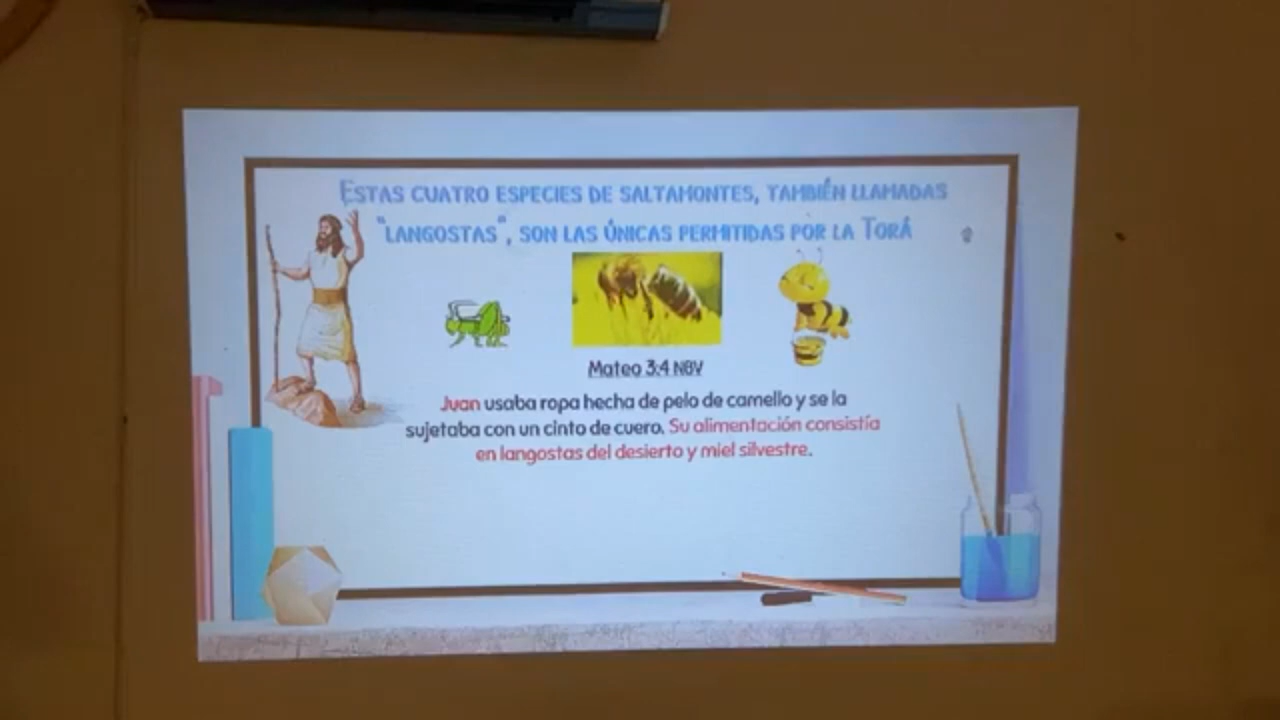 Estas cuatro especies de saltamontes, también llamadas
"langostas", son las únicas permitidas por la Torá
Mateo 3:4 NBV
Juan usaba ropa hecha de pelo de camello y se la
sujetaba con un cinto de cuero. Su alimentación consistía
en langostas del desierto y miel silvestre.